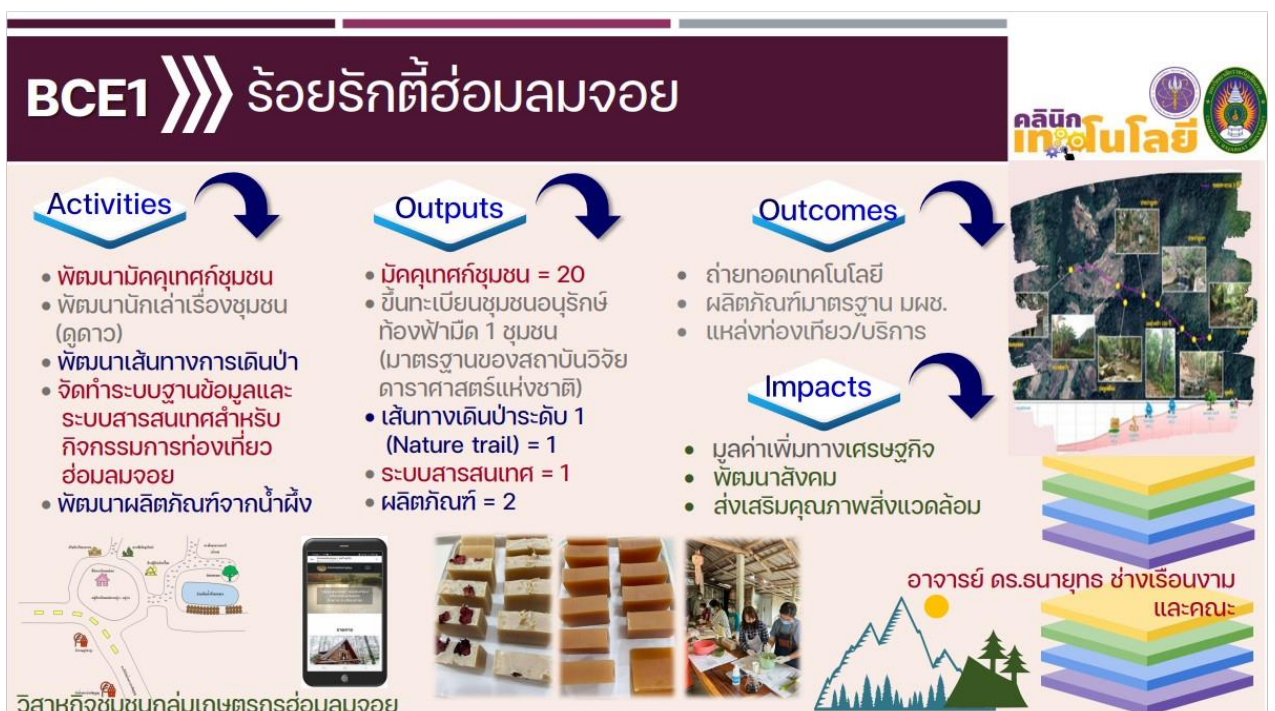 BCE1 ร้อยรักตี้ฮ่อมลมจอย
คลินิก
เทคโนโลยี
Activities
• พัฒนามัคคุเทศก์ชุมชน
• พัฒนานักเล่าเรื่องชุมชน
(ดูดาว)
• พัฒนาเส้นทางการเดินป่า
• จัดทำระบบฐานข้อมูลและ
ระบบสารสนเทศสำหรับ
กิจกรรมการท่องเที่ยว
ฮ่อมลมจอย
• พัฒนาผลิตภัณฑ์จากน้ำผึ้ง
Outputs
• มัคคุเทศก์ชุมชน = 20
• ขึ้นทะเบียนชุมชนอนุรักษ์
ท้องฟ้ามืด 1 ชุมชน
(มาตรฐานของสถาบันวิจัย
ดาราศาสตร์แห่งชาติ)
• เส้นทางเดินป่าระดับ 1
(Nature trail) = 1
• ระบบสารสนเทศ = 1
• ผลิตภัณฑ์ = 2
Outcomes
• ถ่ายทอดเทคโนโลยี
• ผลิตภัณฑ์มาตรฐาน มผช.
• แหล่งท่องเทียว/บริการ
Impacts
• มูลค่าเพิ่มทางเศรษฐกิจ
• พัฒนาสังคม
• ส่งเสริมคุณภาพสิ่งแวดล้อม
อาจารย์ ดร.ธนายุทธ ช่างเรือนงาม
และคณะ
วิสาหกิจชุมชนกลุ่มเกษตรกรฮ่อมลมจอย